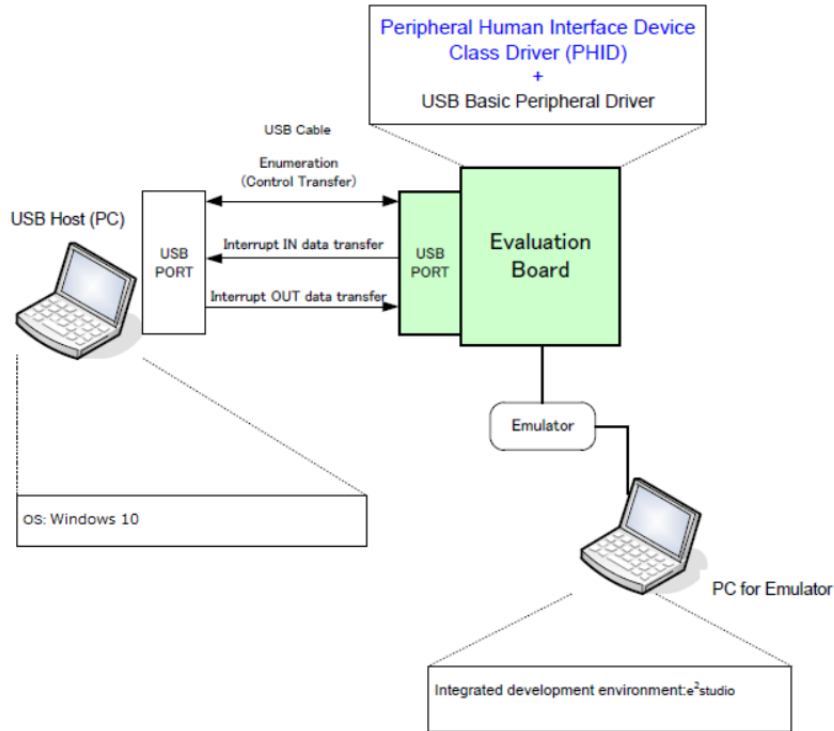 Peripheral Human Interface Device
Class Driver (PHID)
+
USB Basic Peripheral Driver
USB Cable
Enumeration
(Control Transfer)
USB Host (PC)
USB
PORT
Interrupt IN data transfer
Interrupt OUT data transfer
USB
PORT
Evaluation
Board
Emulator
OS: Windows 10
PC for Emulator
Integrated development environment:e²studio